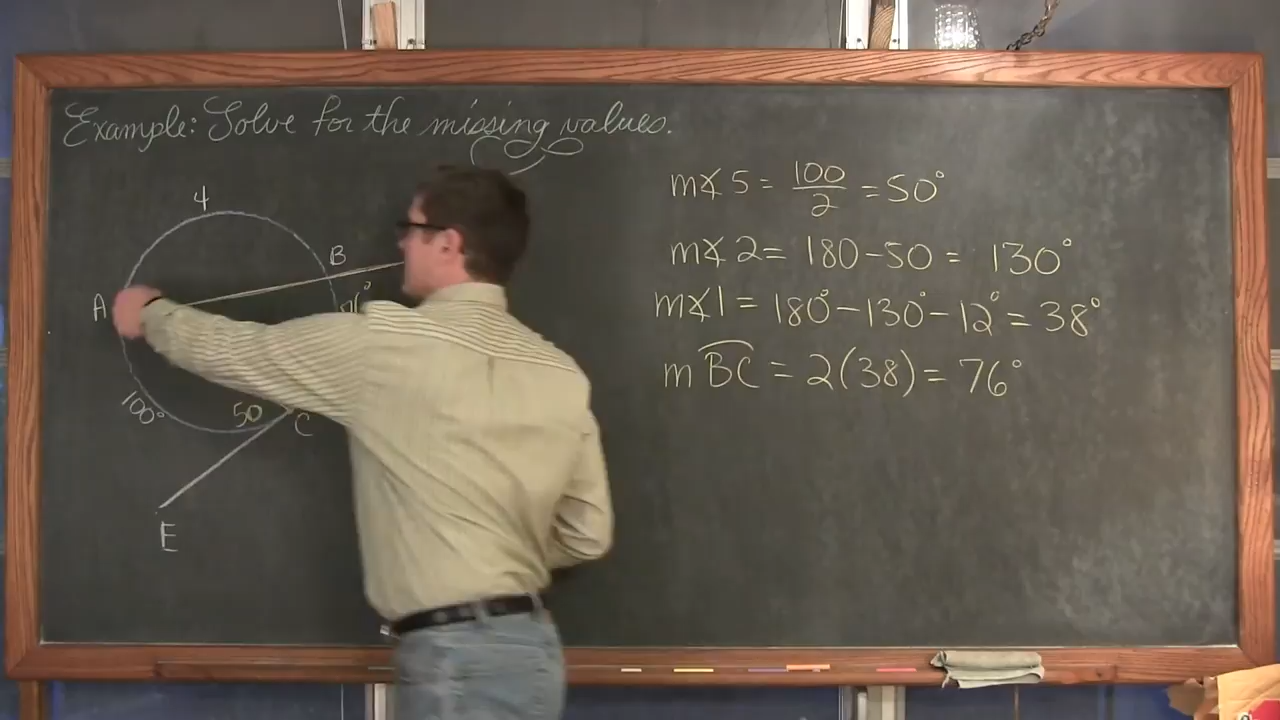 Example: Solve for the missing values.
m∡5 = 100/2 = 50°
m∡2 = 180 - 50 = 130°
m∡1 = 180° - 130° - 12° = 38°
m BC = 2(38) = 76°
4
B
A
100°
50
C
E